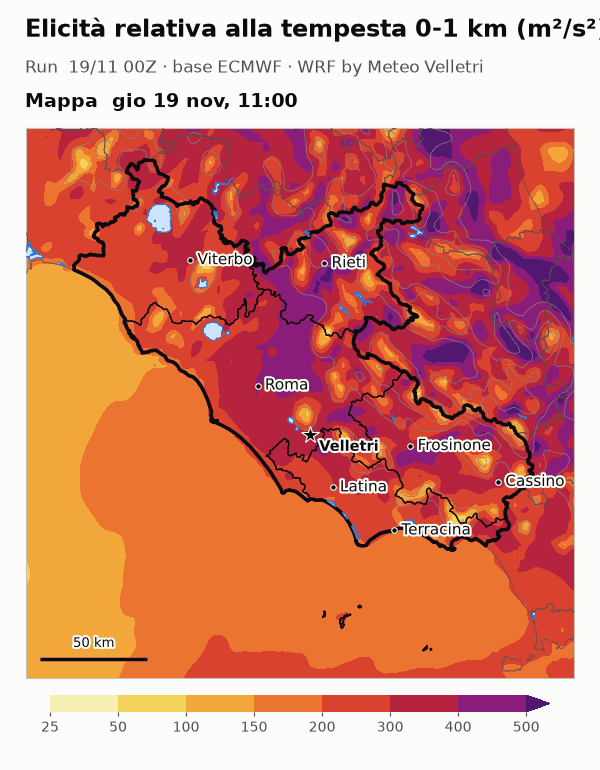 Elicità relativa alla tempesta 0-1 km (m²/s²)
Run 19/11 00Z · base ECMWF · WRF by Meteo Velletri
Mappa gio 19 nov, 11:00
Viterbo
Rieti
Roma
Velletri
Frosinone
Latina
Cassino
Terracina
50 km
25 50 100 150 200 300 400 500